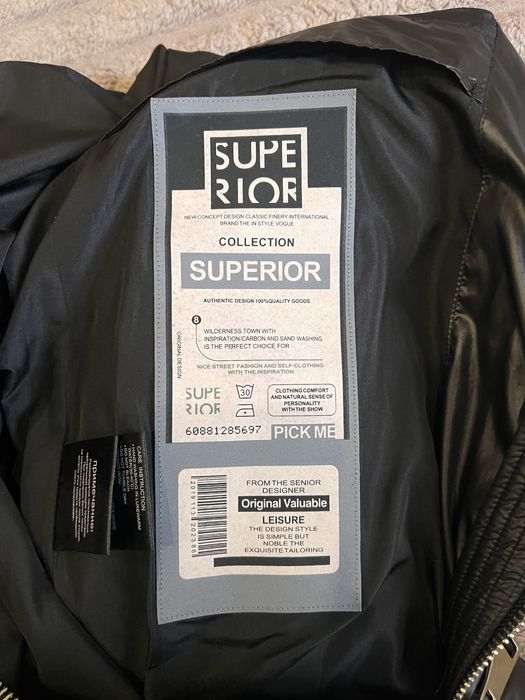 SUPE
RIOR
NEW CONCEPT DESIGN CLASSIC FINERY INTERNATIONAL
BRAND THE IN STYLE VOGUE
COLLECTION
SUPERIOR
AUTHENTIC DESIGN 100%QUALITY GOODS
8
WILDERNESS TOWN WITH
INSPIRATION/CARBON AND SAND WASHING
IS THE PERFECT CHOICE FOR
ORIGINAL DESIGN
NICE STREET FASHION AND SELF-CLOTHING
WITH THE INSPIRATION
SUPE
RIOR
30
CLOTHING COMFORT
AND NATURAL SENSE OF
PERSONALITY
WITH THE SHOW
60881285697
PICK ME
FROM THE SENIOR
DESIGNER
Original Valuable
LEISURE
THE DESIGN STYLE
IS SIMPLE BUT
NOBLE THE
EXQUISITE TAILORING
CARE INSTRUCTION
примечание